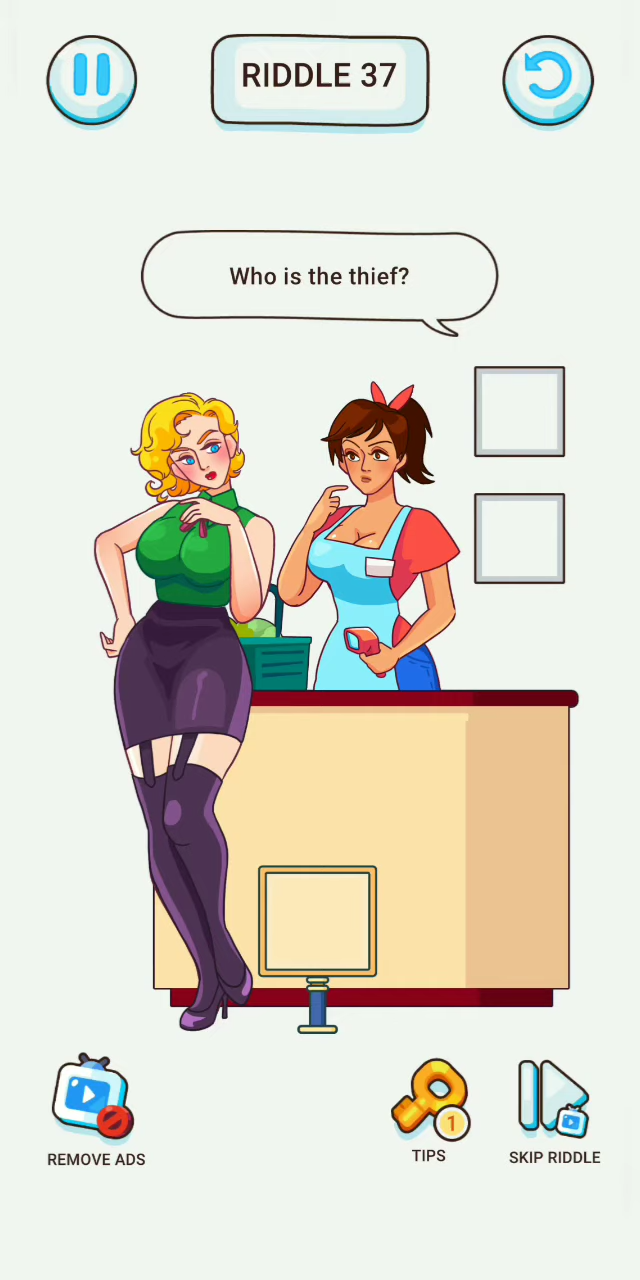 RIDDLE 37
Who is the thief?
REMOVE ADS
1
TIPS
SKIP RIDDLE